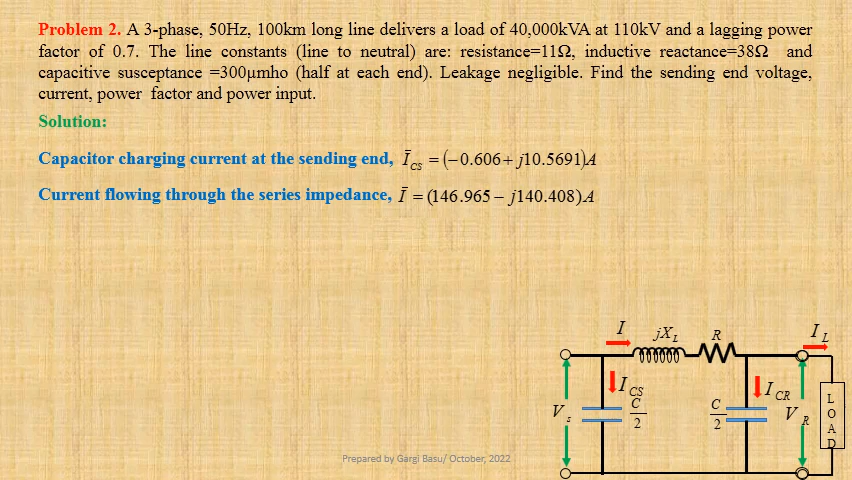 Problem 2. A 3-phase, 50Hz, 100km long line delivers a load of 40,000kVA at 110kV and a lagging power
factor of 0.7. The line constants (line to neutral) are: resistance=11Ω, inductive reactance=38Ω and
capacitive susceptance =300μmho (half at each end). Leakage negligible. Find the sending end voltage,
current, power factor and power input.
Solution:
Capacitor charging current at the sending end, Ī_CS = (−0.606 + j10.5691)A
Current flowing through the series impedance, Ī = (146.965 − j140.408)A
I jX_L R I_L
I_CS I_CR
C/2 C/2
V_s V_R
LOAD
Prepared by Gargi Basu/ October, 2022